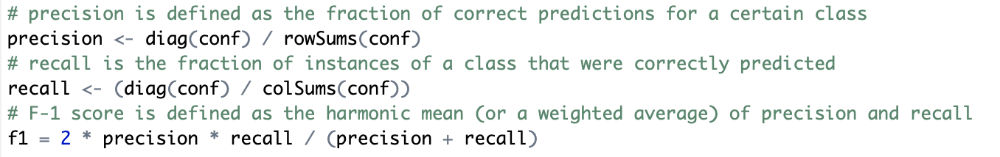 # precision is defined as the fraction of correct predictions for a certain class
precision <- diag(conf) / rowSums(conf)
# recall is the fraction of instances of a class that were correctly predicted
recall <- (diag(conf) / colSums(conf))
# F-1 score is defined as the harmonic mean (or a weighted average) of precision and recall
f1 = 2 * precision * recall / (precision + recall)